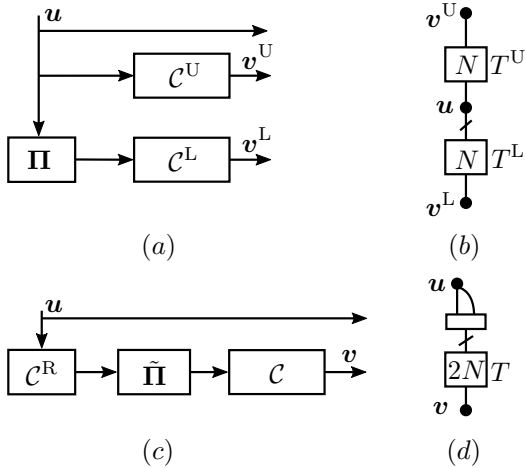 u
v^U
C^U
v^L
C^L
Π
(a)
v^U
N T^U
u
N T^L
v^L
(b)
u
v
C^R Π̃ C
(c)
u
2N T
v
(d)